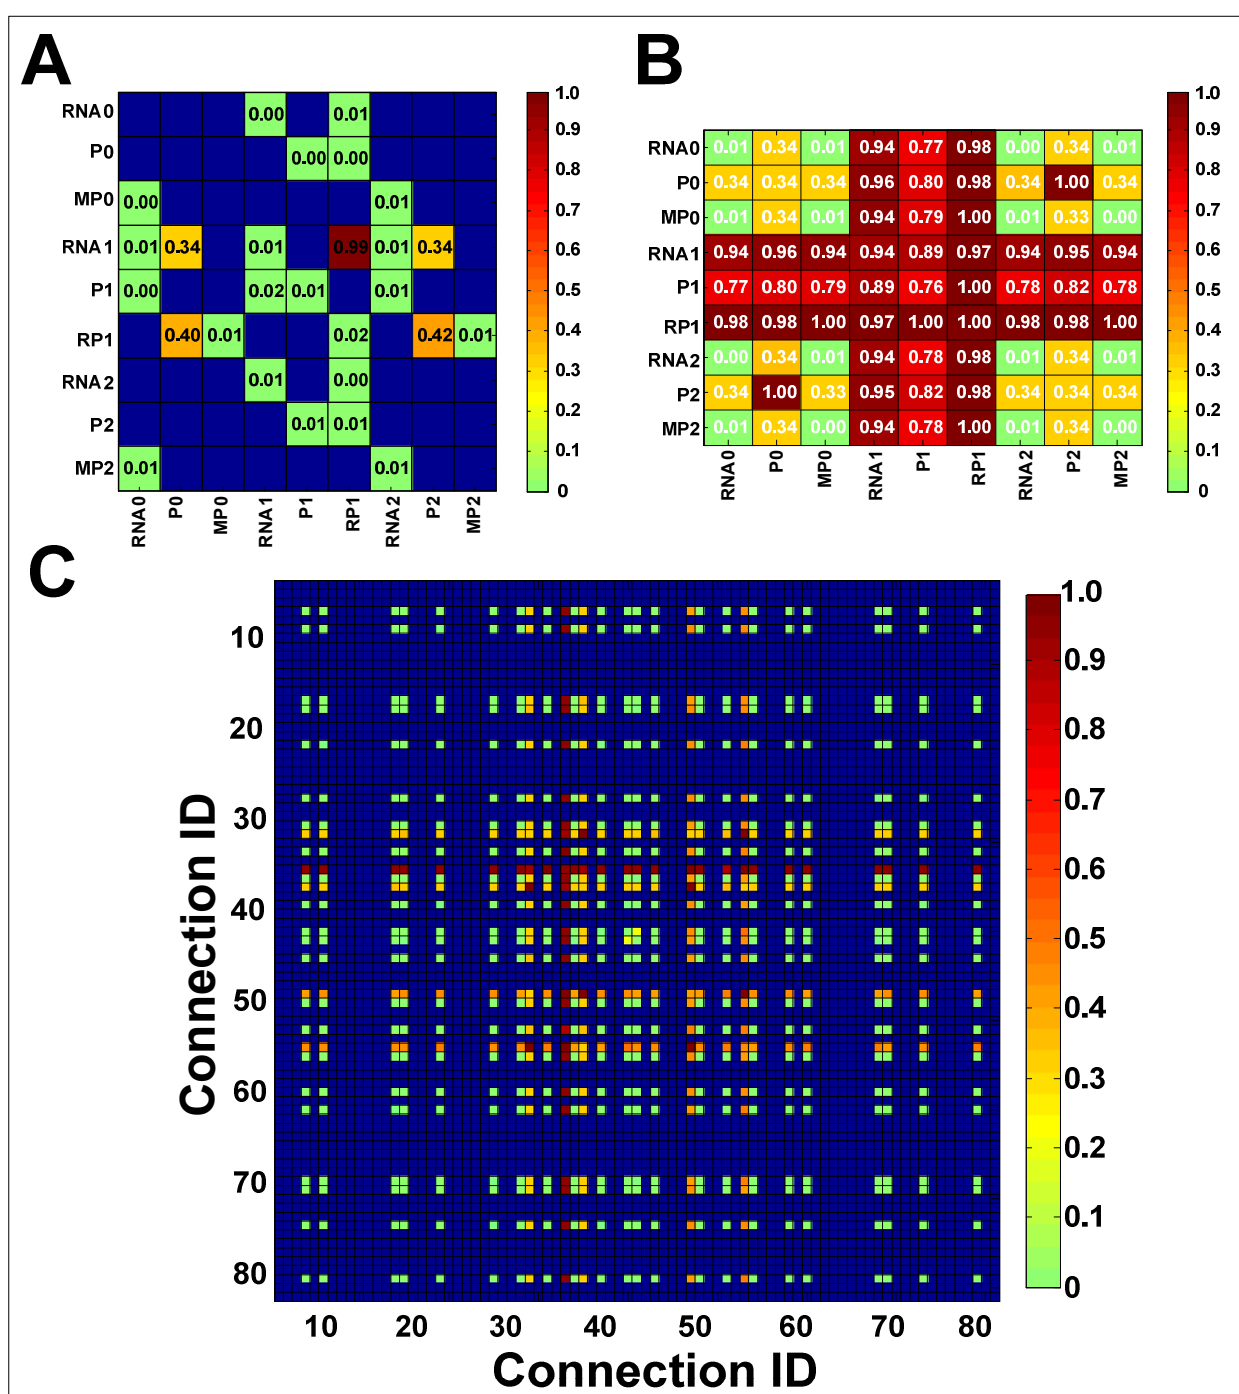 A
RNA0 0.00 0.01
P0 0.00 0.00
MP0 0.00 0.01
RNA1 0.01 0.34 0.01 0.99 0.01 0.34
P1 0.00 0.02 0.01 0.01
RP1 0.40 0.01 0.02 0.42 0.01
RNA2 0.01 0.00
P2 0.01 0.01
MP2 0.01 0.01
RNA0 P0 MP0 RNA1 P1 RP1 RNA2 P2 MP2
1.0
0.9
0.8
0.7
0.6
0.5
0.4
0.3
0.2
0.1
0
B
RNA0 0.01 0.34 0.01 0.94 0.77 0.98 0.00 0.34 0.01
P0 0.34 0.34 0.34 0.96 0.80 0.98 0.34 1.00 0.34
MP0 0.01 0.34 0.01 0.94 0.79 1.00 0.01 0.33 0.00
RNA1 0.94 0.96 0.94 0.94 0.89 0.97 0.94 0.95 0.94
P1 0.77 0.80 0.79 0.89 0.76 1.00 0.78 0.82 0.78
RP1 0.98 0.98 1.00 0.97 1.00 1.00 0.98 0.98 1.00
RNA2 0.00 0.34 0.01 0.94 0.78 0.98 0.01 0.34 0.01
P2 0.34 1.00 0.33 0.95 0.82 0.98 0.34 0.34 0.34
MP2 0.01 0.34 0.00 0.94 0.78 1.00 0.01 0.34 0.00
RNA0 P0 MP0 RNA1 P1 RP1 RNA2 P2 MP2
1.0
0.9
0.8
0.7
0.6
0.5
0.4
0.3
0.2
0.1
0
C
Connection ID
10
20
30
40
50
60
70
80
10 20 30 40 50 60 70 80
Connection ID
1.0
0.9
0.8
0.7
0.6
0.5
0.4
0.3
0.2
0.1
0